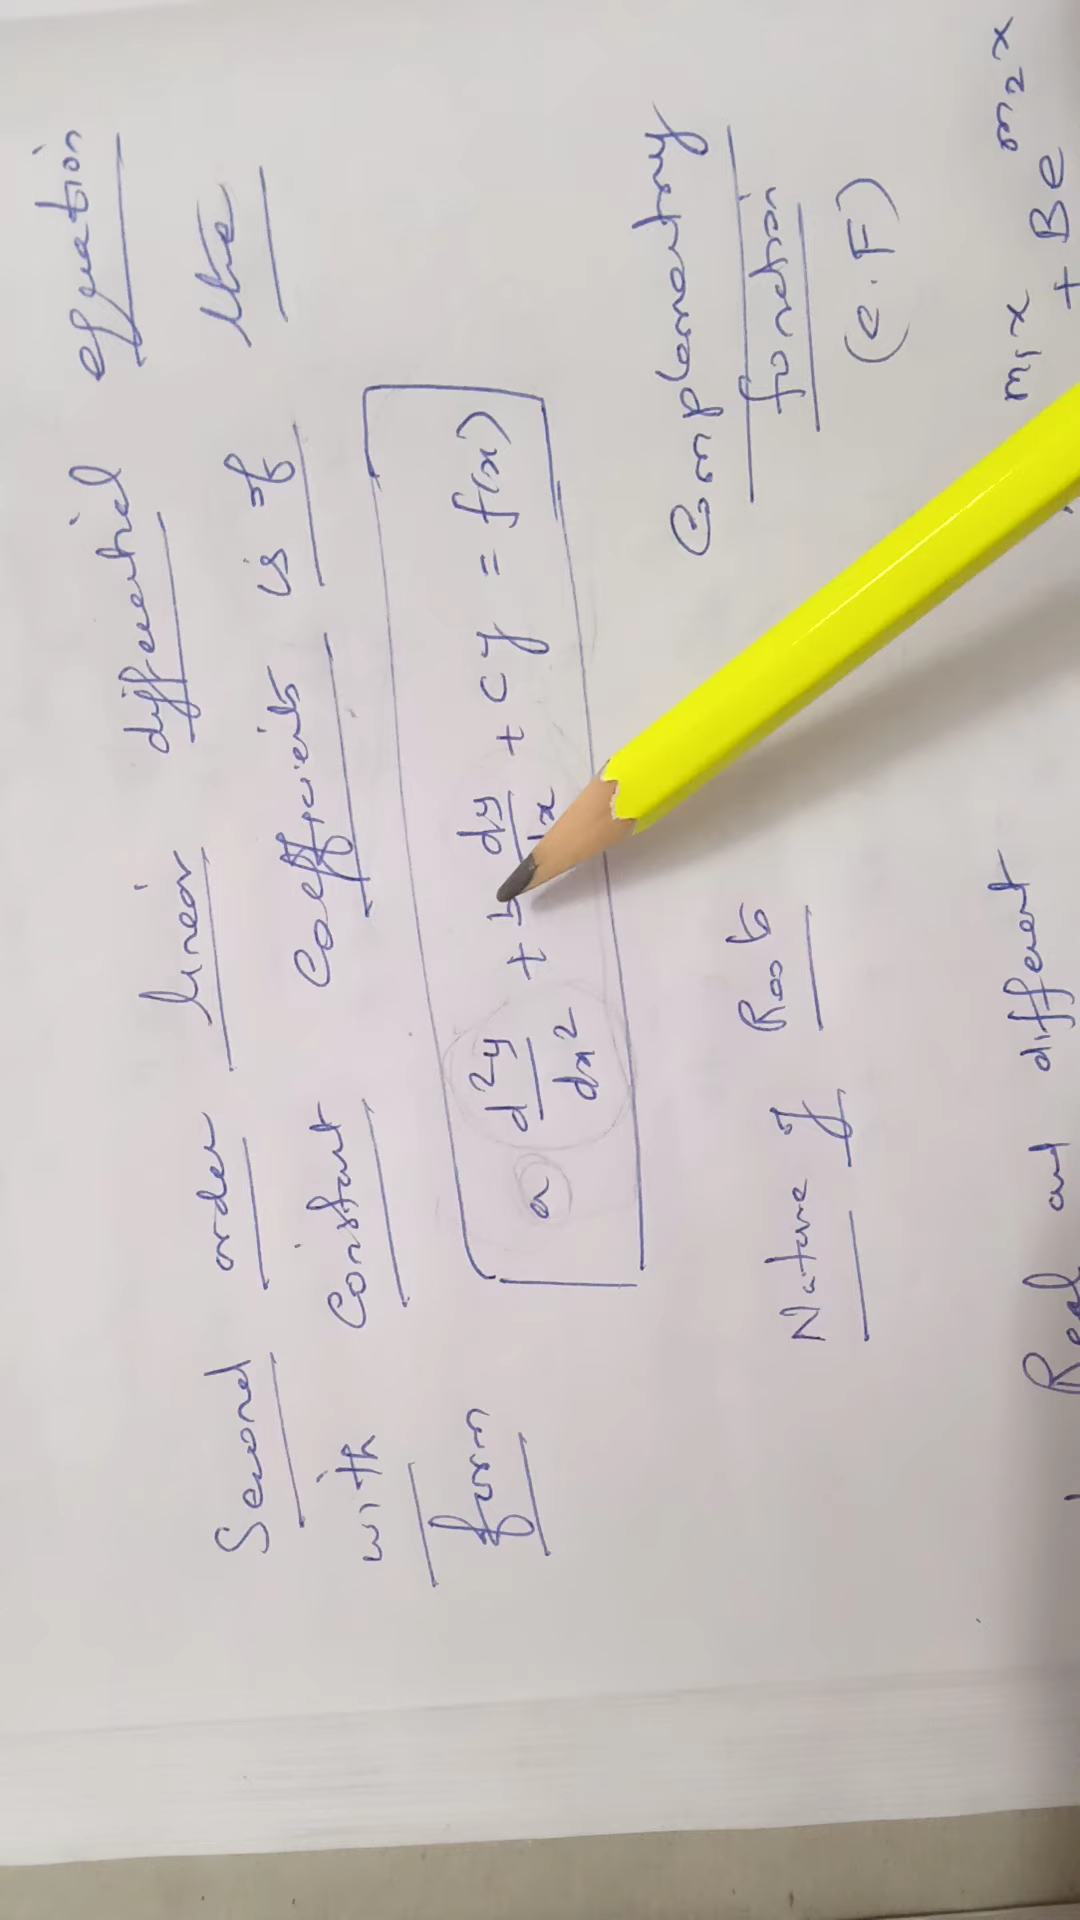 Second order linear differential equation
with constant Coefficients is of the
form
a d²y/dx² + b dy/dx + cy = f(x)
Nature of Roots
Complementary
function
(C.F)
Real and different
m₁x + Be^m₂x